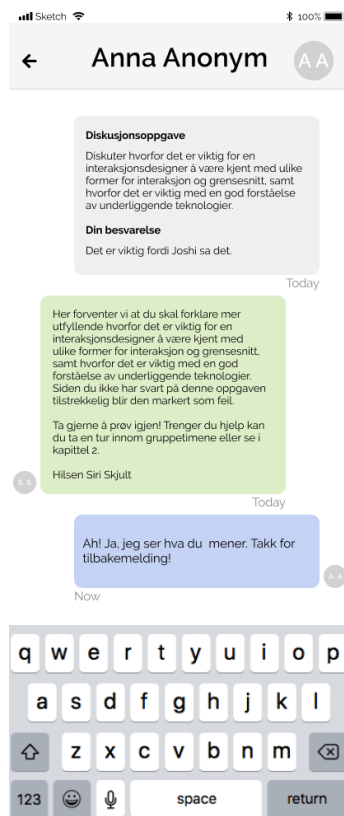 Sketch
100%
Anna Anonym
A A
Diskusjonsoppgave
Diskuter hvorfor det er viktig for en
interaksjonsdesigner å være kjent med ulike
former for interaksjon og grensesnitt, samt
hvorfor det er viktig med en god forståelse
av underliggende teknologier.
Din besvarelse
Det er viktig fordi Joshi sa det.
Today
Her forventer vi at du skal forklare mer
utfyllende hvorfor det er viktig for en
interaksjonsdesigner å være kjent med
ulike former for interaksjon og grensesnitt,
samt hvorfor det er viktig med en god
forståelse av underliggende teknologier.
Siden du ikke har svart på denne oppgaven
tilstrekkelig blir den markert som feil.
Ta gjerne å prøv igjen! Trenger du hjelp kan
du ta en tur innom gruppetimene eller se i
kapittel 2.
Hilsen Siri Skjult
S S
Today
Ah! Ja, jeg ser hva du mener. Takk for
tilbakemelding!
A A
Now
q w e r t y u i o p
a s d f g h j k l
z x c v b n m
123 space return